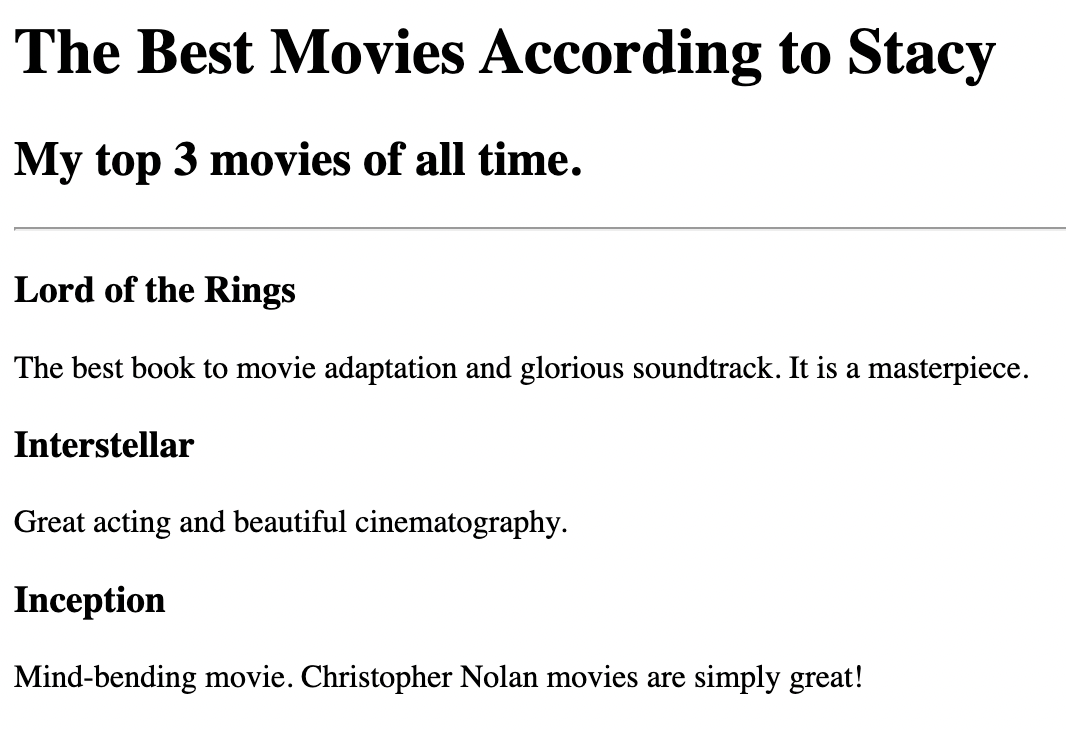 The Best Movies According to Stacy
My top 3 movies of all time.
Lord of the Rings
The best book to movie adaptation and glorious soundtrack. It is a masterpiece.
Interstellar
Great acting and beautiful cinematography.
Inception
Mind-bending movie. Christopher Nolan movies are simply great!